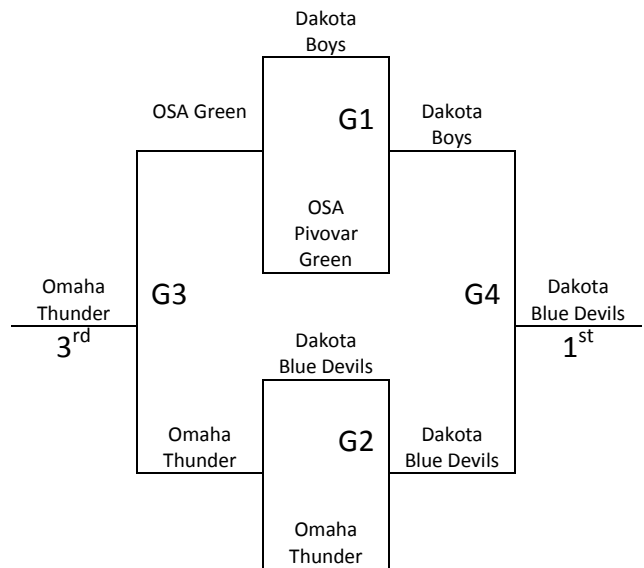 Dakota
Boys
OSA Green
G1
Dakota
Boys
OSA
Pivovar
Green
Omaha
Thunder
3rd
G3
G4
Dakota
Blue Devils
1st
Dakota
Blue Devils
Omaha
Thunder
G2
Dakota
Blue Devils
Omaha
Thunder